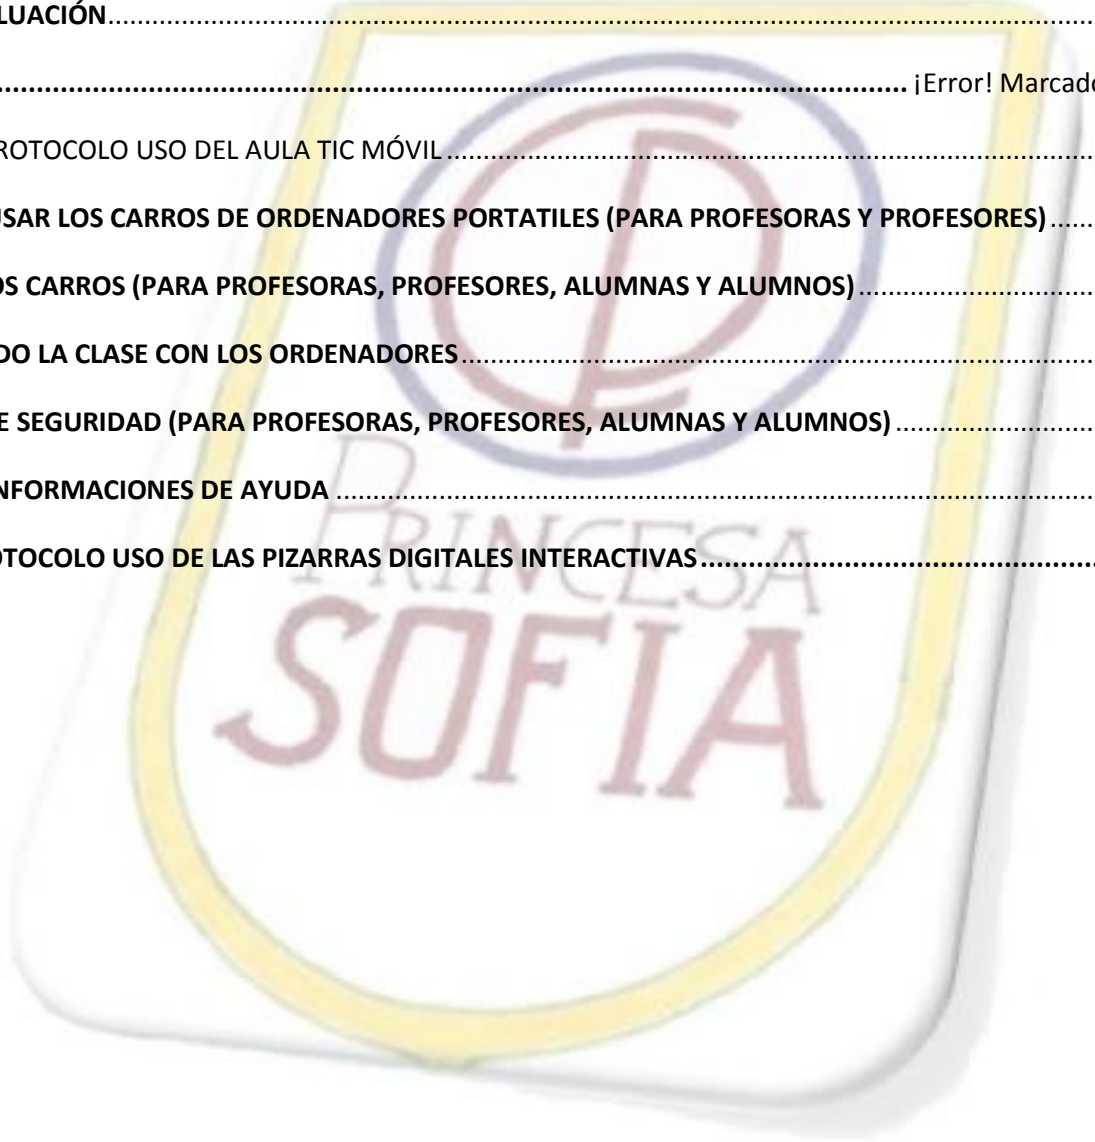 LUACIÓN
¡Error! Marcado
ROTOCOLO USO DEL AULA TIC MÓVIL
USAR LOS CARROS DE ORDENADORES PORTATILES (PARA PROFESORAS Y PROFESORES)
OS CARROS (PARA PROFESORAS, PROFESORES, ALUMNAS Y ALUMNOS)
DO LA CLASE CON LOS ORDENADORES
E SEGURIDAD (PARA PROFESORAS, PROFESORES, ALUMNAS Y ALUMNOS)
NFORMACIONES DE AYUDA
OTOCOLO USO DE LAS PIZARRAS DIGITALES INTERACTIVAS
CP
PRINCESA
SOFIA